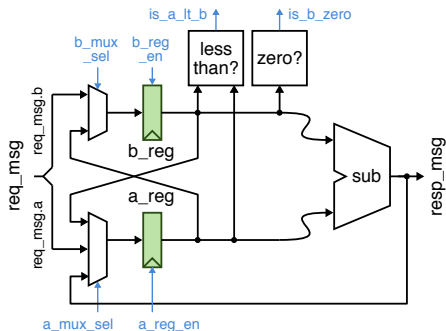 is_a_lt_b
is_b_zero
b_mux
_sel
b_reg
_en
less
than?
zero?
req_msg.b
b_reg
req_msg
sub
resp_msg
a_reg
req_msg.a
a_mux_sel
a_reg_en